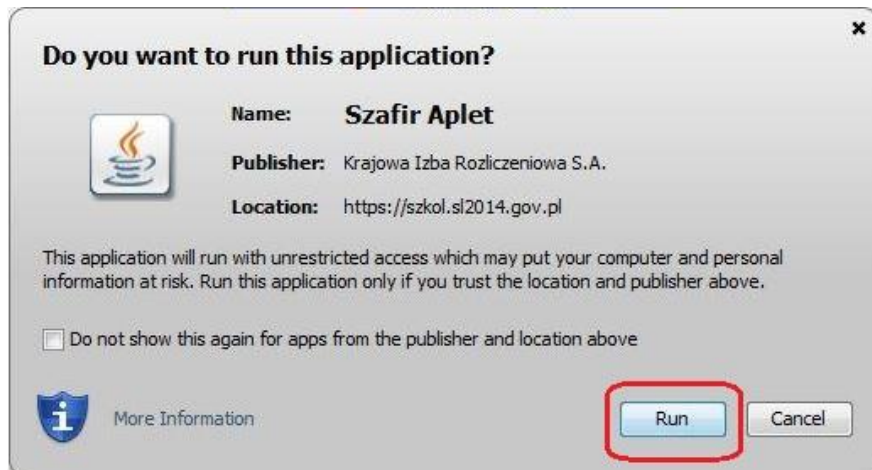 Do you want to run this application?
Name: Szafir Aplet
Publisher: Krajowa Izba Rozliczeniowa S.A.
Location: https://szkol.sl2014.gov.pl
This application will run with unrestricted access which may put your computer and personal
information at risk. Run this application only if you trust the location and publisher above.
Do not show this again for apps from the publisher and location above
More Information
Run
Cancel